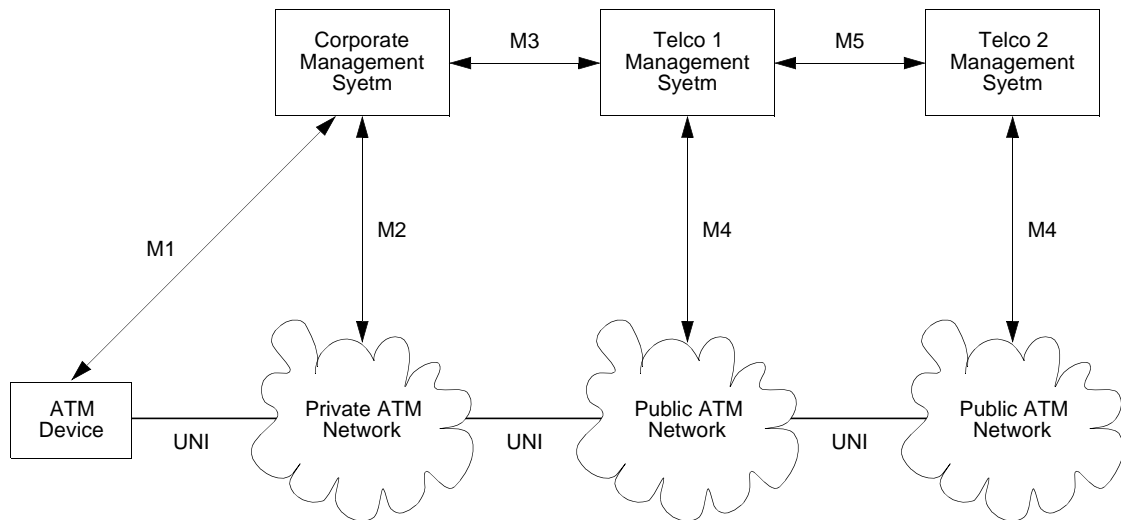 Corporate
Management
Syetm
M3
Telco 1
Management
Syetm
M5
Telco 2
Management
Syetm
M1
M2
M4
M4
ATM
Device
UNI
Private ATM
Network
UNI
Public ATM
Network
UNI
Public ATM
Network